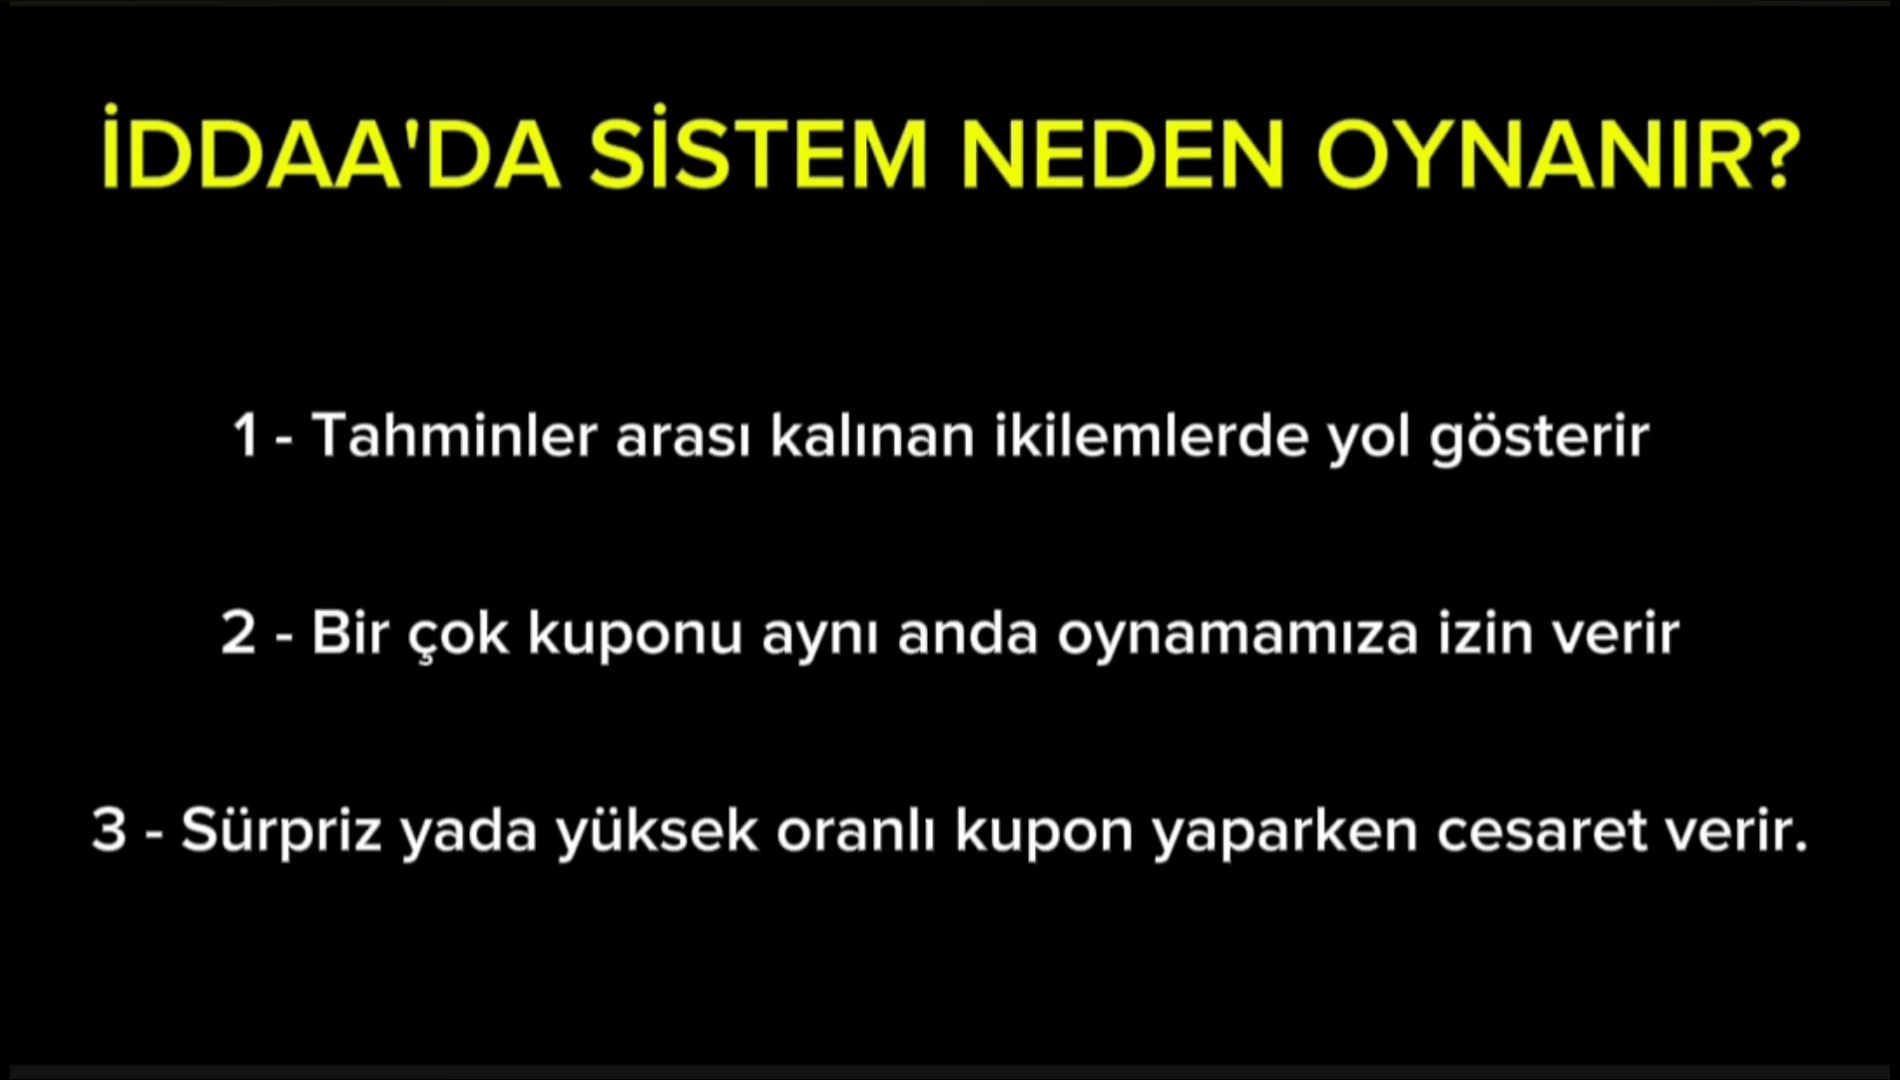 İDDAA'DA SİSTEM NEDEN OYNANIR?
1 - Tahminler arası kalınan ikilemlerde yol gösterir
2 - Bir çok kuponu aynı anda oynamamıza izin verir
3 - Sürpriz yada yüksek oranlı kupon yaparken cesaret verir.